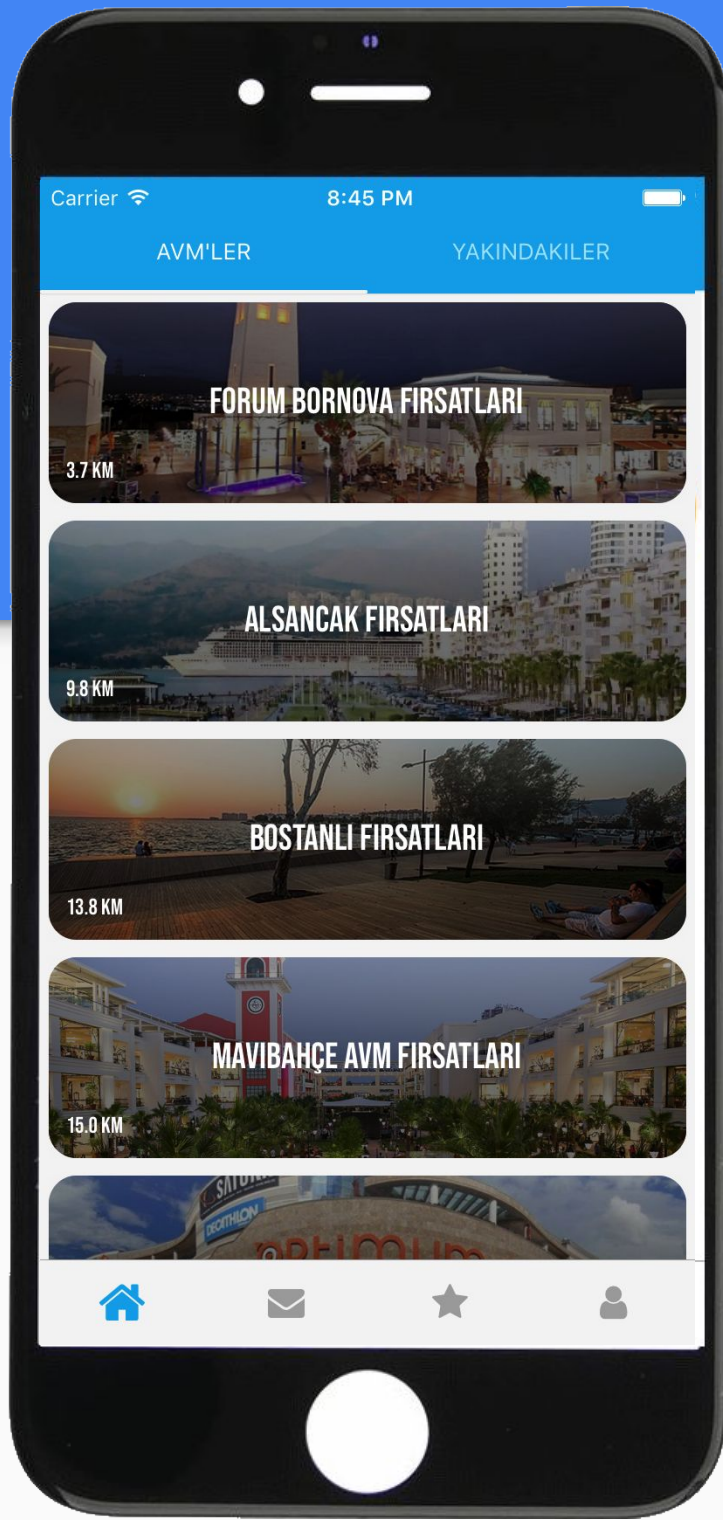 Carrier
8:45 PM
AVM'LER
YAKINDAKILER
FORUM BORNOVA FIRSATLARI
3.7 KM
ALSANCAK FIRSATLARI
9.8 KM
BOSTANLI FIRSATLARI
13.8 KM
MAVIBAHÇE AVM FIRSATLARI
15.0 KM
DECATHLON
OPTIMUM